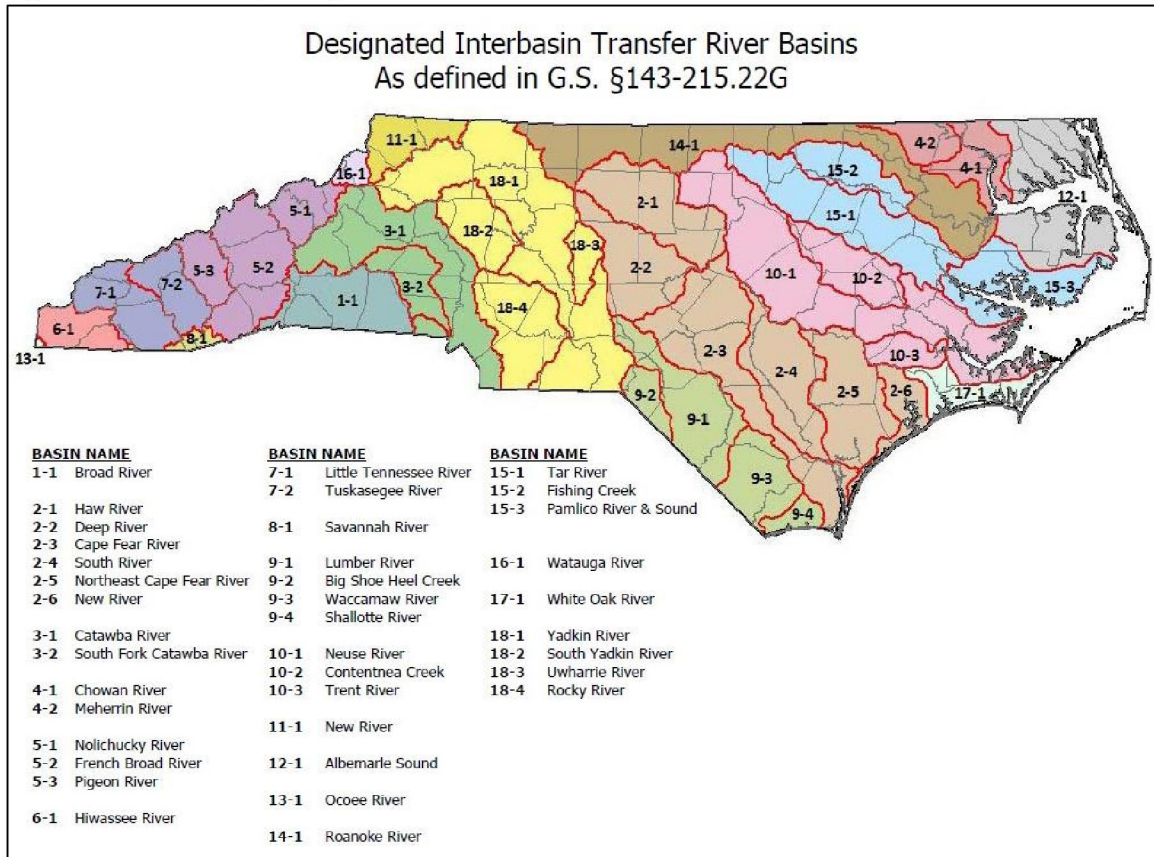 Designated Interbasin Transfer River Basins
As defined in G.S. §143-215.22G
11-1
14-1
4-2
4-1
16-1
18-1
15-2
12-1
5-1
2-1
15-1
3-1
18-2
18-3
5-3
5-2
2-2
10-1
10-2
7-1
7-2
3-2
15-3
1-1
18-4
6-1
8-1
13-1
2-3
2-4
10-3
9-2
2-5
2-6
17-1
9-1
9-3
9-4
BASIN NAME
1-1 Broad River
2-1 Haw River
2-2 Deep River
2-3 Cape Fear River
2-4 South River
2-5 Northeast Cape Fear River
2-6 New River
3-1 Catawba River
3-2 South Fork Catawba River
4-1 Chowan River
4-2 Meherrin River
5-1 Nolichucky River
5-2 French Broad River
5-3 Pigeon River
6-1 Hiwassee River
BASIN NAME
7-1 Little Tennessee River
7-2 Tuskasegee River
8-1 Savannah River
9-1 Lumber River
9-2 Big Shoe Heel Creek
9-3 Waccamaw River
9-4 Shallotte River
10-1 Neuse River
10-2 Contentnea Creek
10-3 Trent River
11-1 New River
12-1 Albemarle Sound
13-1 Ocoee River
14-1 Roanoke River
BASIN NAME
15-1 Tar River
15-2 Fishing Creek
15-3 Pamlico River & Sound
16-1 Watauga River
17-1 White Oak River
18-1 Yadkin River
18-2 South Yadkin River
18-3 Uwharrie River
18-4 Rocky River